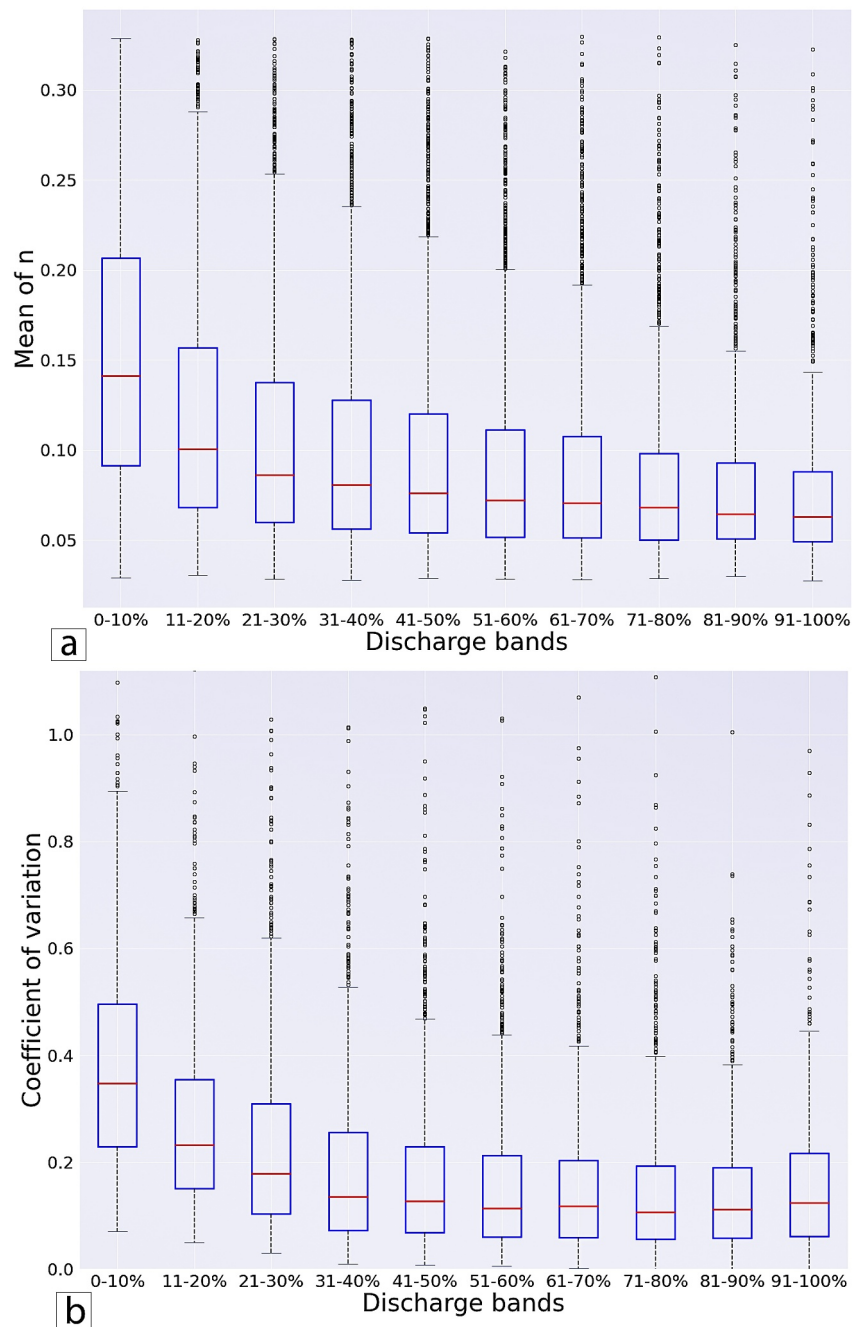 0.30
0.25
0.20
0.15
0.10
0.05
Mean of n
0-10% 11-20% 21-30% 31-40% 41-50% 51-60% 61-70% 71-80% 81-90% 91-100%
Discharge bands
a
1.0
0.8
0.6
0.4
0.2
0.0
Coefficient of variation
0-10% 11-20% 21-30% 31-40% 41-50% 51-60% 61-70% 71-80% 81-90% 91-100%
Discharge bands
b